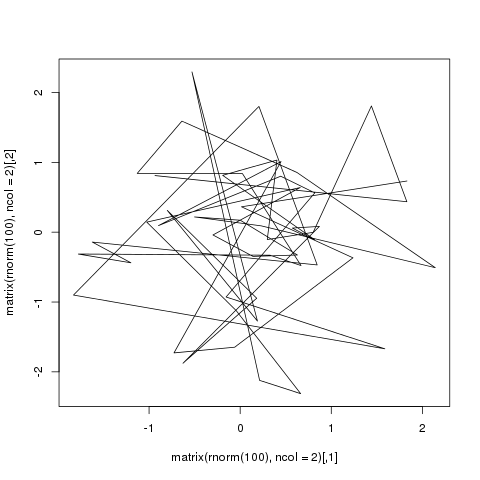 2
1
0
-1
-2
matrix(rnorm(100), ncol = 2)[,2]
-1 0 1 2
matrix(rnorm(100), ncol = 2)[,1]